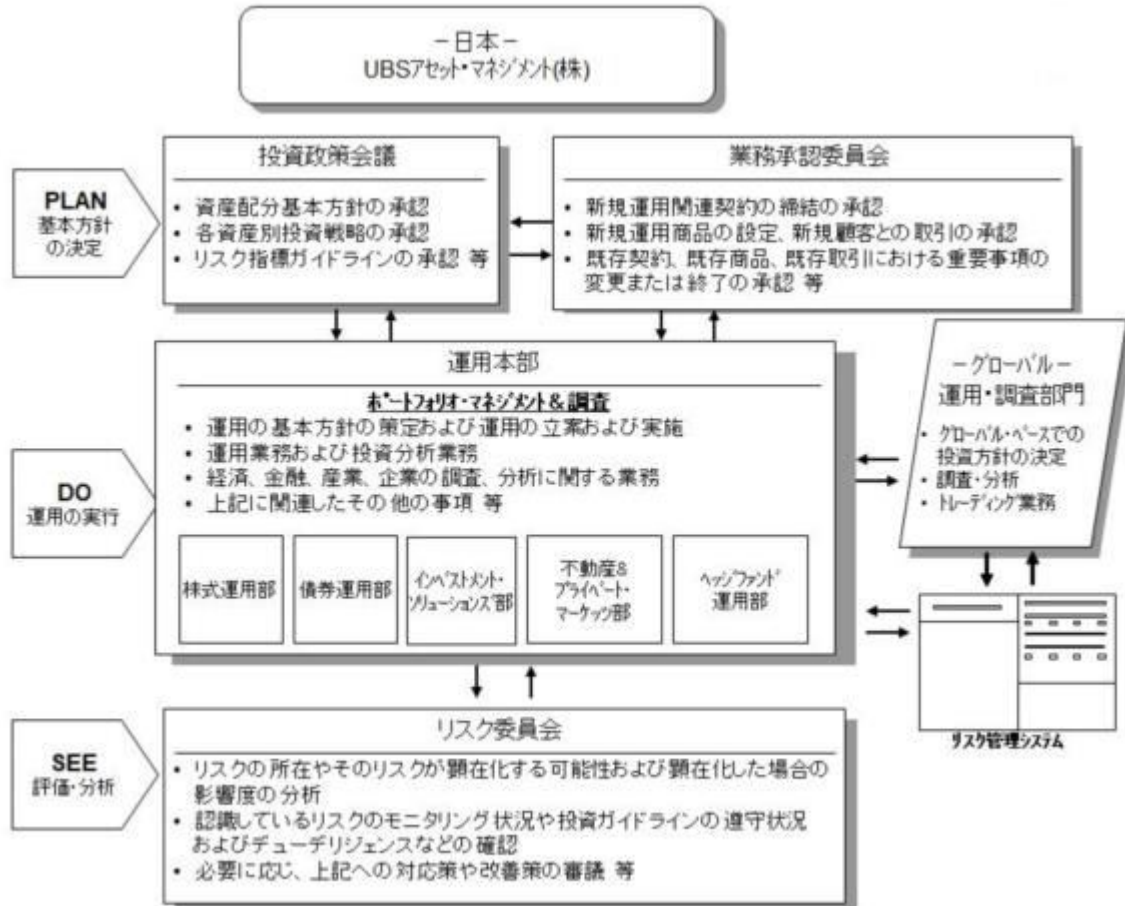 －日本－
UBSアセット・マネジメント(株)
PLAN
基本方針
の決定
投資政策会議
• 資産配分基本方針の承認
• 各資産別投資戦略の承認
• リスク指標ガイドラインの承認 等
業務承認委員会
• 新規運用関連契約の締結の承認
• 新規運用商品の設定、新規顧客との取引の承認
• 既存契約、既存商品、既存取引における重要事項の
変更または終了の承認 等
DO
運用の実行
運用本部
ポートフォリオ・マネジメント＆調査
• 運用の基本方針の策定および運用の立案および実施
• 運用業務および投資分析業務
• 経済、金融、産業、企業の調査、分析に関する業務
• 上記に関連したその他の事項 等
株式運用部
債券運用部
インベストメント・
ソリューションズ部
不動産＆
プライベート・
マーケッツ部
ヘッジファンド
運用部
－グローバル－
運用・調査部門
• グローバル・ベースでの
投資方針の決定
• 調査・分析
• トレーディング業務
リスク管理システム
SEE
評価・分析
リスク委員会
• リスクの所在やそのリスクが顕在化する可能性および顕在化した場合の
影響度の分析
• 認識しているリスクのモニタリング状況や投資ガイドラインの遵守状況
およびデューデリジェンスなどの確認
• 必要に応じ、上記への対応策や改善策の審議 等